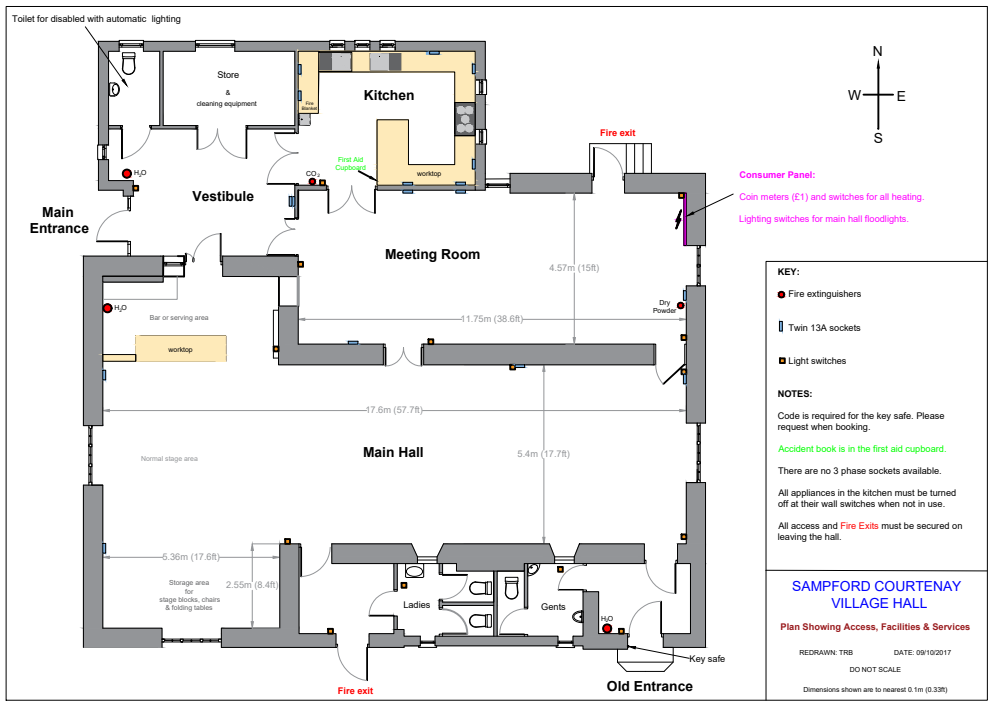 Toilet for disabled with automatic lighting
Store
&
cleaning equipment
Kitchen
Fire
Blanket
First Aid
Cupboard
worktop
CO2
H2O
Vestibule
Main
Entrance
Fire exit
N
W
E
S
Consumer Panel:
Coin meters (£1) and switches for all heating.
Lighting switches for main hall floodlights.
Meeting Room
4.57m (15ft)
11.75m (38.6ft)
Dry
Powder
H2O
Bar or serving area
worktop
17.6m (57.7ft)
Main Hall
5.4m (17.7ft)
Normal stage area
5.36m (17.6ft)
2.55m (8.4ft)
Storage area
for
stage blocks, chairs
& folding tables
Ladies
Gents
H2O
Key safe
Fire exit
Old Entrance
KEY:
Fire extinguishers
Twin 13A sockets
Light switches
NOTES:
Code is required for the key safe. Please
request when booking.
Accident book is in the first aid cupboard.
There are no 3 phase sockets available.
All appliances in the kitchen must be turned
off at their wall switches when not in use.
All access and Fire Exits must be secured on
leaving the hall.
SAMPFORD COURTENAY
VILLAGE HALL
Plan Showing Access, Facilities & Services
REDRAWN: TRB DATE: 09/10/2017
DO NOT SCALE
Dimensions shown are to nearest 0.1m (0.33ft)